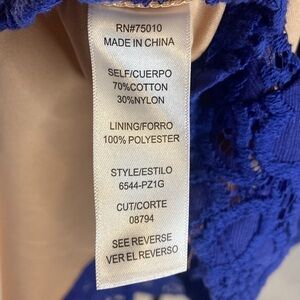 RN#75010
MADE IN CHINA
SELF/CUERPO
70%COTTON
30%NYLON
LINING/FORRO
100% POLYESTER
STYLE/ESTILO
6544-PZ1G
CUT/CORTE
08794
SEE REVERSE
VER EL REVERSO